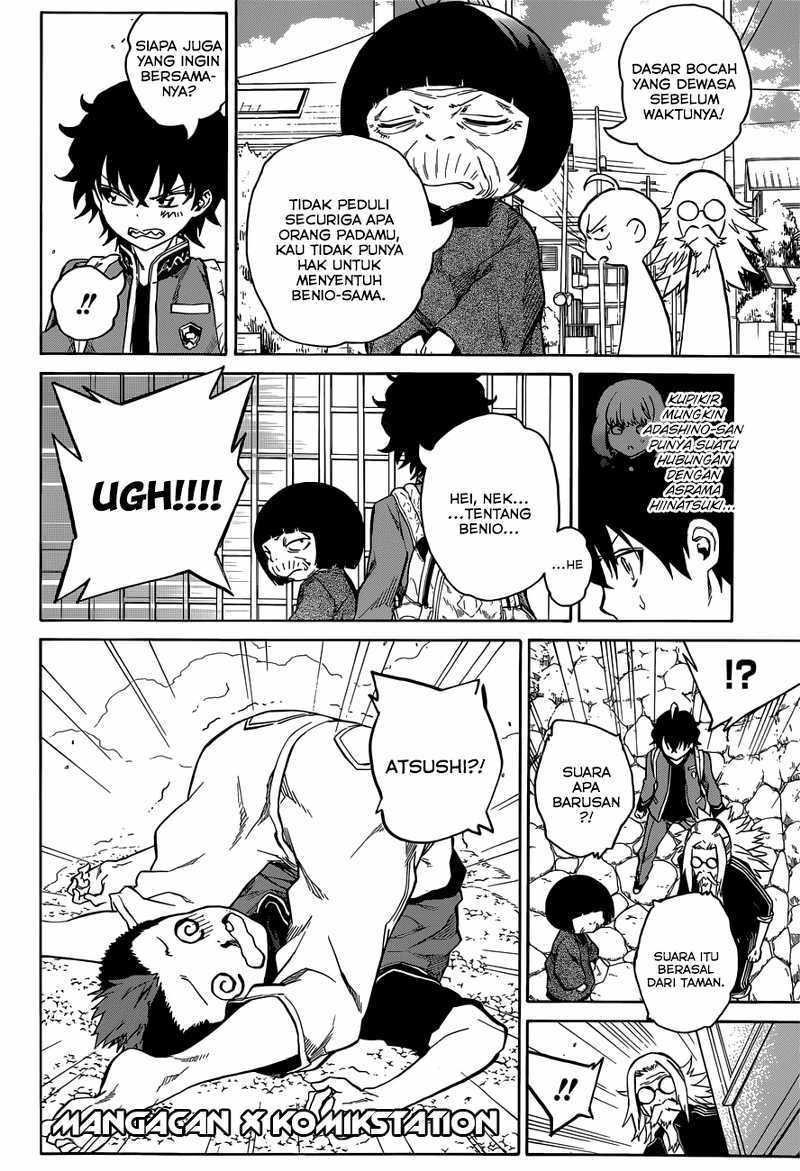 DASAR BOCAH
YANG DEWASA
SEBELUM
WAKTUNYA!
TIDAK PEDULI
SECURIGA APA
ORANG PADAMU,
KAU TIDAK PUNYA
HAK UNTUK
MENYENTUH
BENIO-SAMA.
SIAPA JUGA
YANG INGIN
BERSAMA-
NYA?
!!
KUPIKIR
MUNGKIN
ADASHINO-SAN
PUNYA SUATU
HUBUNGAN
DENGAN
ASRAMA
HIINATSUKI...
HEI, NEK...
...TENTANG
BENIO...
...HE
UGH!!!!
!?
SUARA
APA
BARUSAN
?!
SUARA ITU
BERASAL
DARI TAMAN.
!!
ATSUSHI?!
MANGACAN X KOMIKSTATION